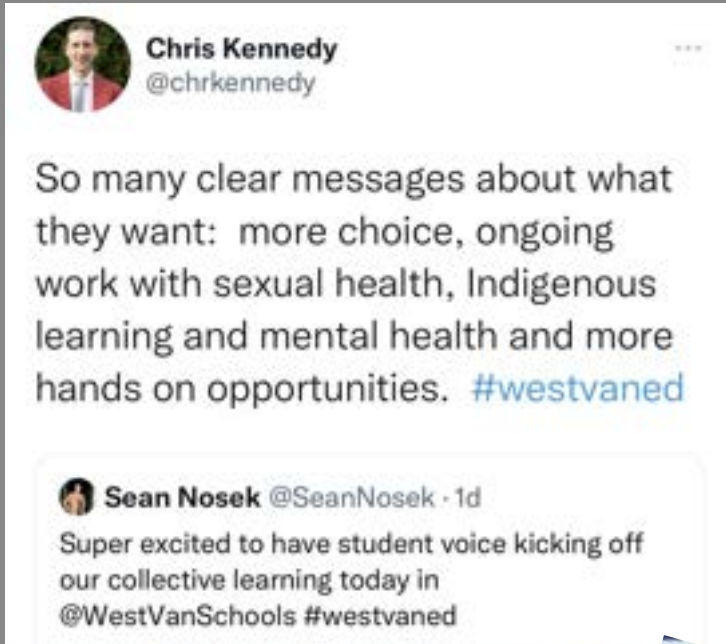 Chris Kennedy
@chrkennedy
So many clear messages about what
they want:  more choice, ongoing
work with sexual health, Indigenous
learning and mental health and more
hands on opportunities.  #westvaned
Sean Nosek @SeanNosek · 1d
Super excited to have student voice kicking off
our collective learning today in
@WestVanSchools #westvaned